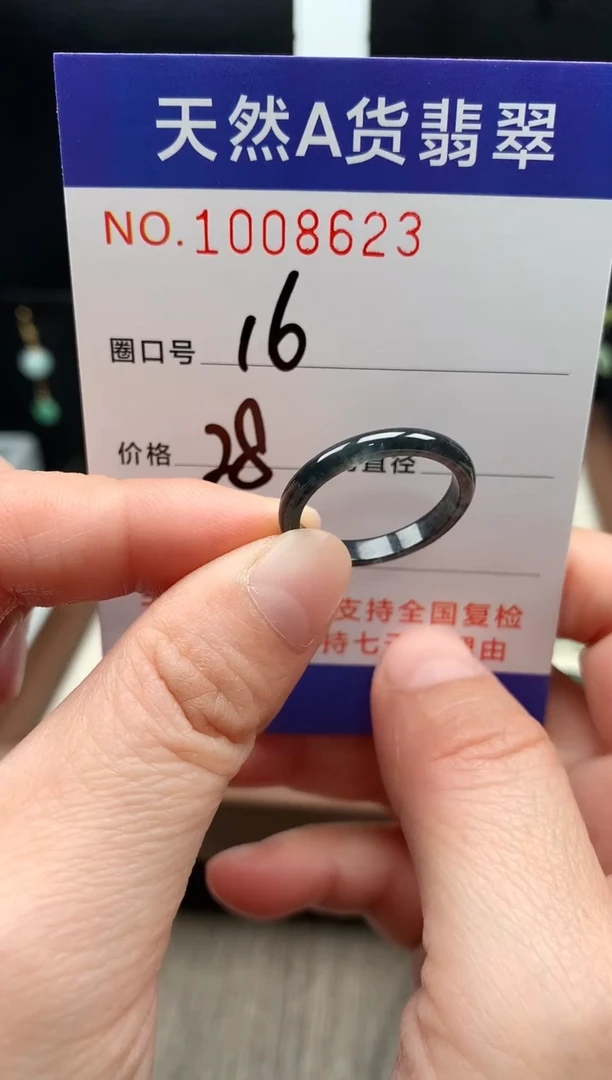 天然A货翡翠
NO.1008623
圈口号 16
价格 28 直径
支持全国复检
持七 由